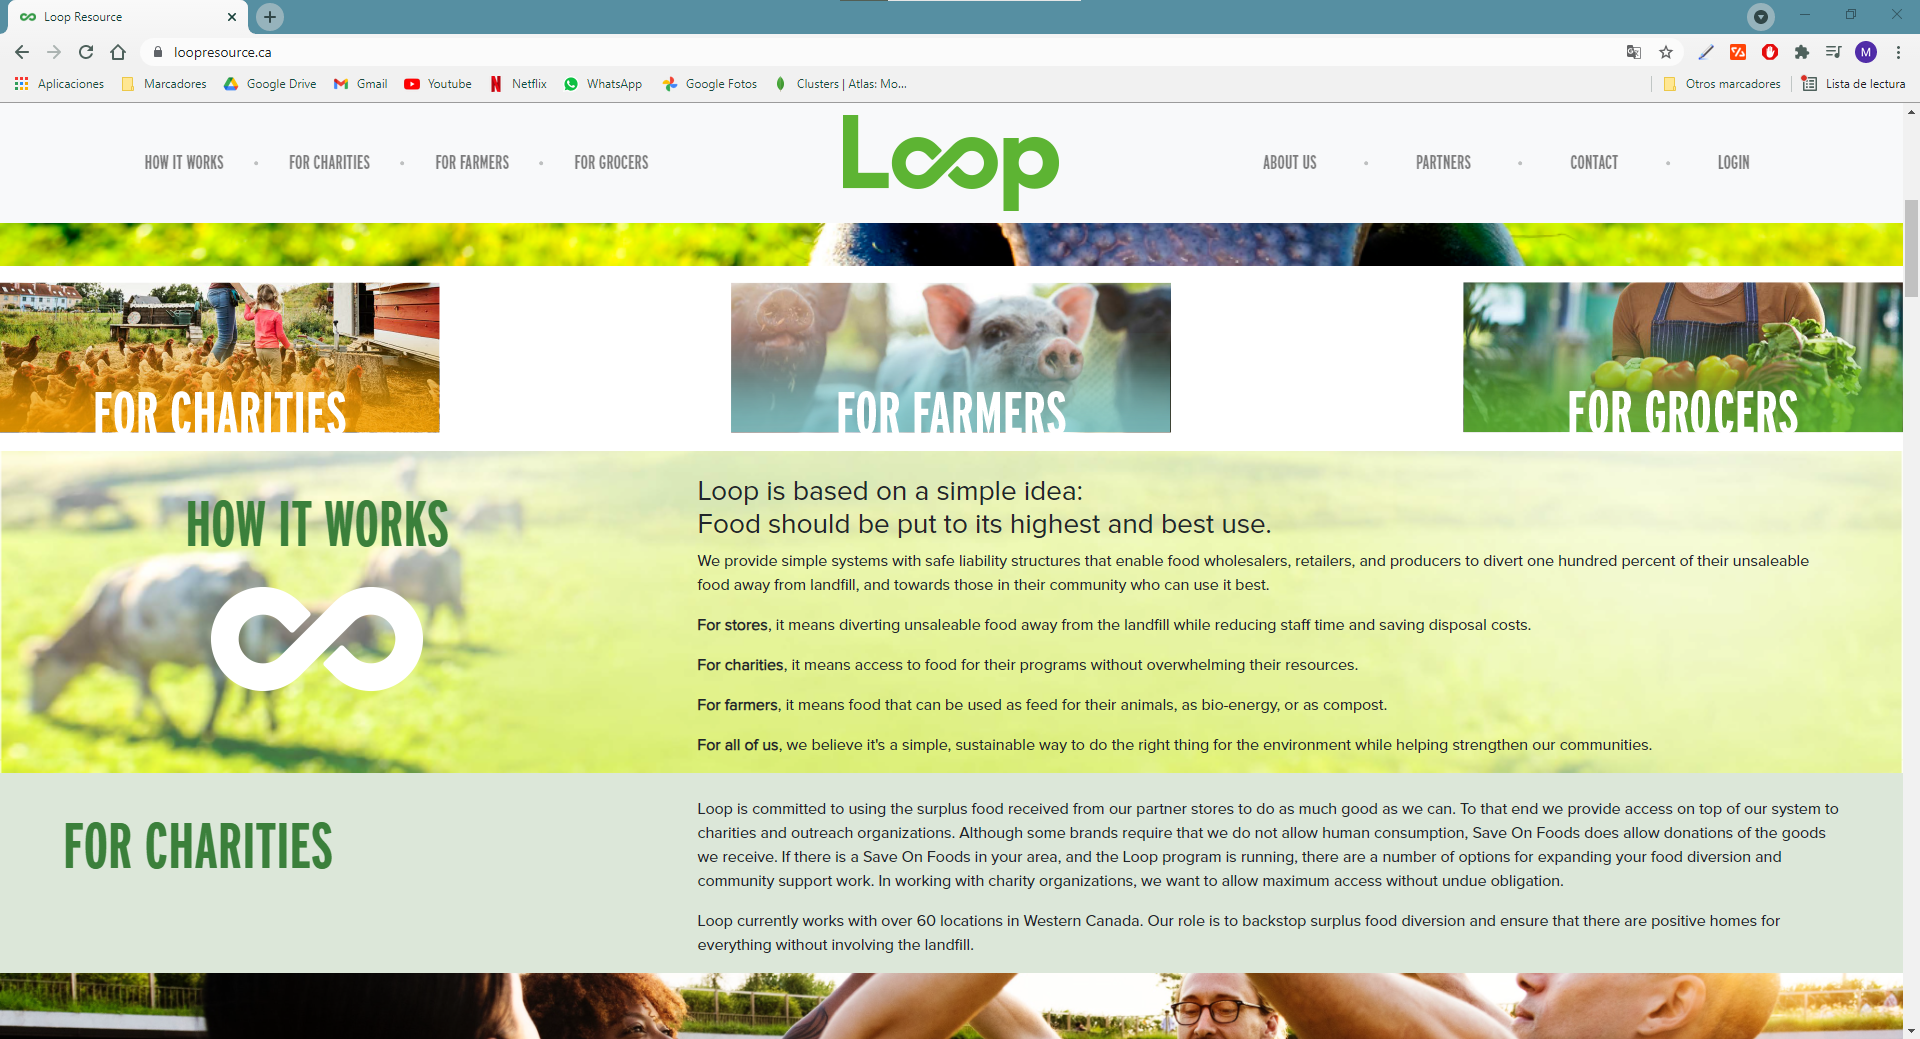 Loop Resource
loopresource.ca
M
Aplicaciones
Marcadores
Google Drive
Gmail
Youtube
Netflix
WhatsApp
Google Fotos
Clusters | Atlas: Mo...
Otros marcadores
Lista de lectura
HOW IT WORKS
FOR CHARITIES
FOR FARMERS
FOR GROCERS
Loop
ABOUT US
PARTNERS
CONTACT
LOGIN
FOR CHARITIES
FOR FARMERS
FOR GROCERS
HOW IT WORKS
Loop is based on a simple idea:
Food should be put to its highest and best use.
We provide simple systems with safe liability structures that enable food wholesalers, retailers, and producers to divert one hundred percent of their unsaleable
food away from landfill, and towards those in their community who can use it best.
For stores, it means diverting unsaleable food away from the landfill while reducing staff time and saving disposal costs.
For charities, it means access to food for their programs without overwhelming their resources.
For farmers, it means food that can be used as feed for their animals, as bio-energy, or as compost.
For all of us, we believe it's a simple, sustainable way to do the right thing for the environment while helping strengthen our communities.
FOR CHARITIES
Loop is committed to using the surplus food received from our partner stores to do as much good as we can. To that end we provide access on top of our system to
charities and outreach organizations. Although some brands require that we do not allow human consumption, Save On Foods does allow donations of the goods
we receive. If there is a Save On Foods in your area, and the Loop program is running, there are a number of options for expanding your food diversion and
community support work. In working with charity organizations, we want to allow maximum access without undue obligation.
Loop currently works with over 60 locations in Western Canada. Our role is to backstop surplus food diversion and ensure that there are positive homes for
everything without involving the landfill.